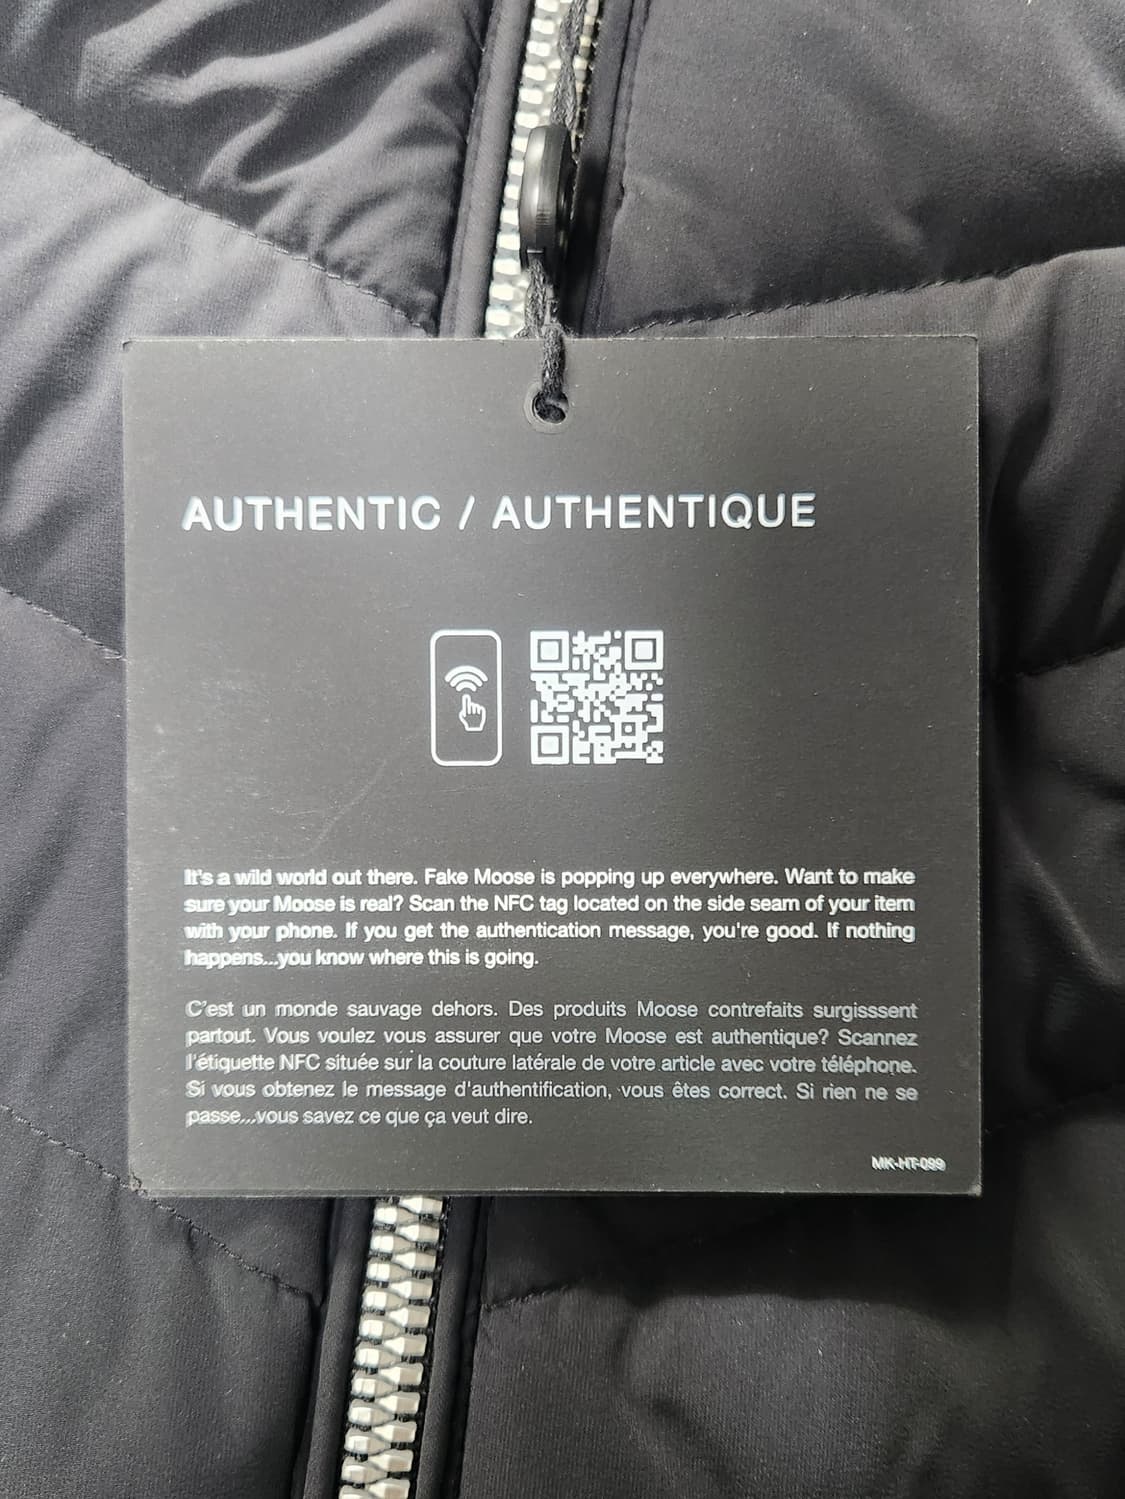 AUTHENTIC / AUTHENTIQUE
It's a wild world out there. Fake Moose is popping up everywhere. Want to make
sure your Moose is real? Scan the NFC tag located on the side seam of your item
with your phone. If you get the authentication message, you're good. If nothing
happens...you know where this is going.
C'est un monde sauvage dehors. Des produits Moose contrefaits surgisssent
partout. Vous voulez vous assurer que votre Moose est authentique? Scannez
l'étiquette NFC située sur la couture latérale de votre article avec votre téléphone.
Si vous obtenez le message d'authentification, vous êtes correct. Si rien ne se
passe...vous savez ce que ça veut dire.
MK-HT-099